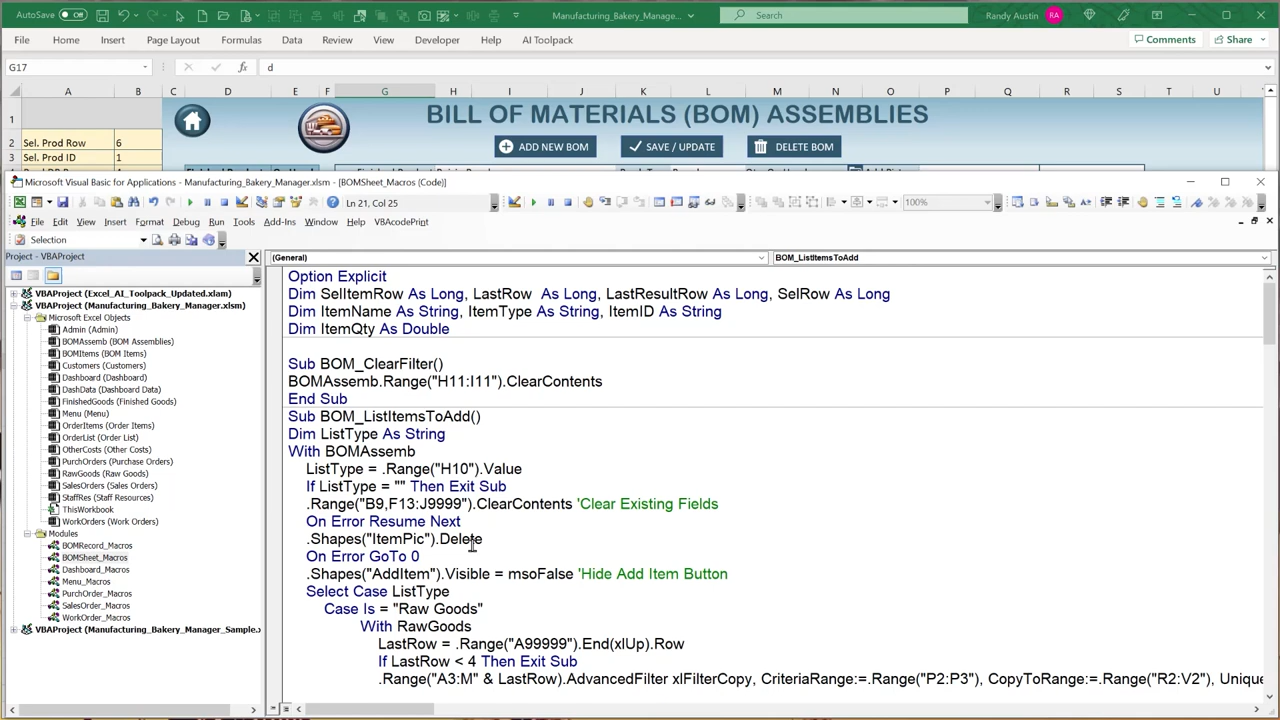 AutoSave Off Manufacturing_Bakery_Manage... Search Randy Austin RA
File Home Insert Page Layout Formulas Data Review View Developer Help AI Toolpack Comments Share
G17 fx d
A B C D E F G H I J K L M N O P Q R S T U
1 BILL OF MATERIALS (BOM) ASSEMBLIES
2 Sel. Prod Row 6 ADD NEW BOM SAVE / UPDATE DELETE BOM
3 Sel. Prod ID 1
Microsoft Visual Basic for Applications - Manufacturing_Bakery_Manager.xlsm - [BOMSheet_Macros (Code)]
Ln 21, Col 25 100%
File Edit View Insert Format Debug Run Tools Add-Ins Window Help VBAcodePrint
Selection
Project - VBAProject
(General) BOM_ListItemsToAdd
VBAProject (Excel_AI_Toolpack_Updated.xlam)
VBAProject (Manufacturing_Bakery_Manager.xlsm)
Microsoft Excel Objects
Admin (Admin)
BOMAssemb (BOM Assemblies)
BOMItems (BOM Items)
Customers (Customers)
Dashboard (Dashboard)
DashData (Dashboard Data)
FinishedGoods (Finished Goods)
Menu (Menu)
OrderItems (Order Items)
OrderList (Order List)
OtherCosts (Other Costs)
PurchOrders (Purchase Orders)
RawGoods (Raw Goods)
SalesOrders (Sales Orders)
StaffRes (Staff Resources)
ThisWorkbook
WorkOrders (Work Orders)
Modules
BOMRecord_Macros
BOMSheet_Macros
Dashboard_Macros
Menu_Macros
PurchOrder_Macros
SalesOrder_Macros
WorkOrder_Macros
VBAProject (Manufacturing_Bakery_Manager_Sample.
Option Explicit
Dim SelItemRow As Long, LastRow As Long, LastResultRow As Long, SelRow As Long
Dim ItemName As String, ItemType As String, ItemID As String
Dim ItemQty As Double
Sub BOM_ClearFilter()
BOMAssemb.Range("H11:I11").ClearContents
End Sub
Sub BOM_ListItemsToAdd()
Dim ListType As String
With BOMAssemb
ListType = .Range("H10").Value
If ListType = "" Then Exit Sub
.Range("B9,F13:J9999").ClearContents 'Clear Existing Fields
On Error Resume Next
.Shapes("ItemPic").Delete
On Error GoTo 0
.Shapes("AddItem").Visible = msoFalse 'Hide Add Item Button
Select Case ListType
Case Is = "Raw Goods"
With RawGoods
LastRow = .Range("A99999").End(xlUp).Row
If LastRow < 4 Then Exit Sub
.Range("A3:M" & LastRow).AdvancedFilter xlFilterCopy, CriteriaRange:=.Range("P2:P3"), CopyToRange:=.Range("R2:V2"), Unique